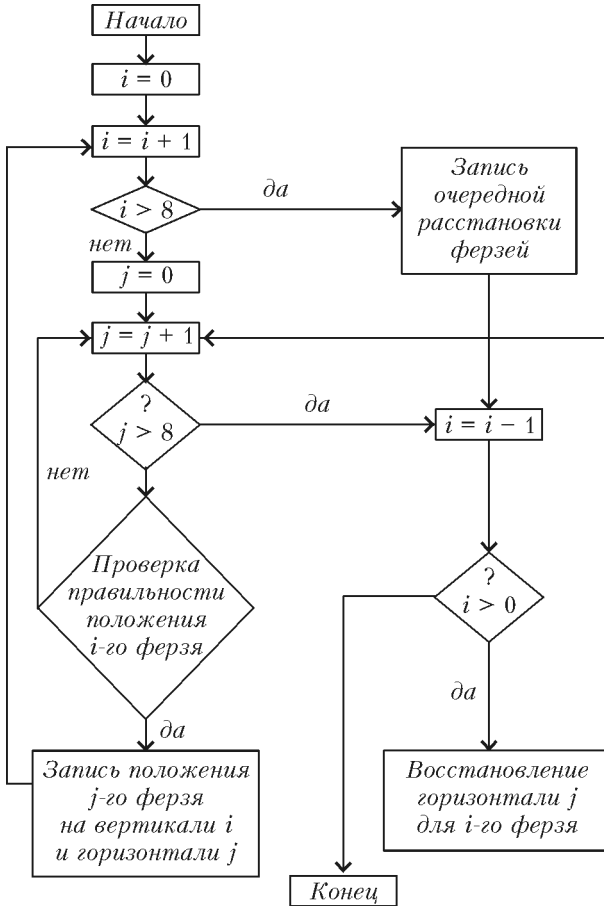 Начало
i = 0
i = i + 1
i > 8
да
нет
Запись
очередной
расстановки
ферзей
j = 0
j = j + 1
?
j > 8
да
i = i − 1
нет
Проверка
правильности
положения
i-го ферзя
?
i > 0
да
да
Запись положения
j-го ферзя
на вертикали i
и горизонтали j
Восстановление
горизонтали j
для i-го ферзя
Конец